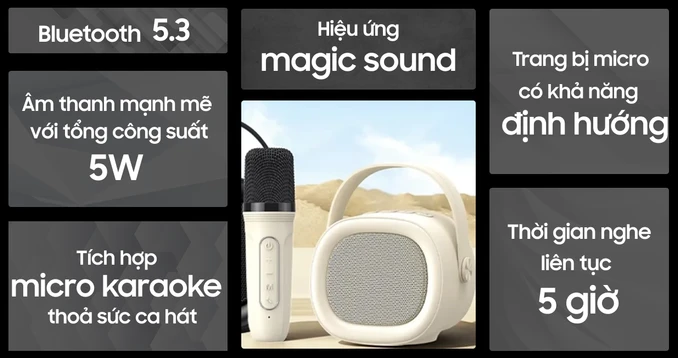 Bluetooth 5.3
Âm thanh mạnh mẽ
với tổng công suất
5W
Tích hợp
micro karaoke
thoả sức ca hát
Hiệu ứng
magic sound
Trang bị micro
có khả năng
định hướng
Thời gian nghe
liên tục
5 giờ